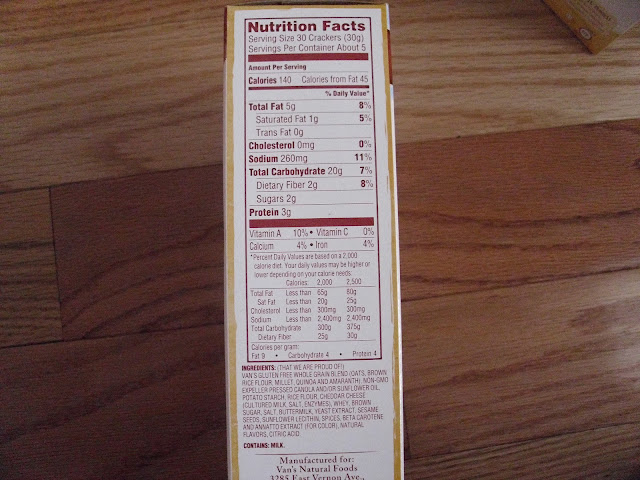 Nutrition Facts
Serving Size 30 Crackers (30g)
Servings Per Container About 5
Amount Per Serving
Calories 140 Calories from Fat 45
% Daily Value*
Total Fat 5g 8%
Saturated Fat 1g 5%
Trans Fat 0g
Cholesterol 0mg 0%
Sodium 260mg 11%
Total Carbohydrate 20g 7%
Dietary Fiber 2g 8%
Sugars 2g
Protein 3g
Vitamin A 10% • Vitamin C 0%
Calcium 4% • Iron 4%
*Percent Daily Values are based on a 2,000
calorie diet. Your daily values may be higher or
lower depending on your calorie needs.
Calories: 2,000 2,500
Total Fat Less than 65g 80g
Sat Fat Less than 20g 25g
Cholesterol Less than 300mg 300mg
Sodium Less than 2,400mg 2,400mg
Total Carbohydrate 300g 375g
Dietary Fiber 25g 30g
Calories per gram:
Fat 9 • Carbohydrate 4 • Protein 4
INGREDIENTS: (THAT WE ARE PROUD OF!)
VAN'S GLUTEN FREE WHOLE GRAIN BLEND (OATS, BROWN
RICE FLOUR, MILLET, QUINOA AND AMARANTH), NON-GMO
EXPELLER PRESSED CANOLA AND/OR SUNFLOWER OIL,
POTATO STARCH, RICE FLOUR, CHEDDAR CHEESE
(CULTURED MILK, SALT, ENZYMES), WHEY, BROWN
SUGAR, SALT, BUTTERMILK, YEAST EXTRACT, SESAME
SEEDS, SUNFLOWER LECITHIN, SPICES, BETA CAROTENE
AND ANNATTO EXTRACT (FOR COLOR), NATURAL
FLAVORS, CITRIC ACID.
CONTAINS: MILK.
Manufactured for:
Van's Natural Foods
3285 East Vernon Ave.,